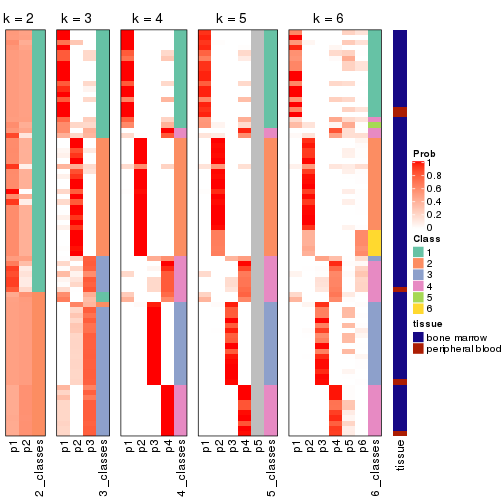 k = 2 k = 3 k = 4 k = 5 k = 6
Prob
1
0.8
0.6
0.4
0.2
0
Class
1
2
3
4
5
6
tissue
bone marrow
peripheral blood
p1 p2 2_classes p1 p2 p3 3_classes p1 p2 p3 p4 4_classes p1 p2 p3 p4 p5 5_classes p1 p2 p3 p4 p5 p6 6_classes tissue